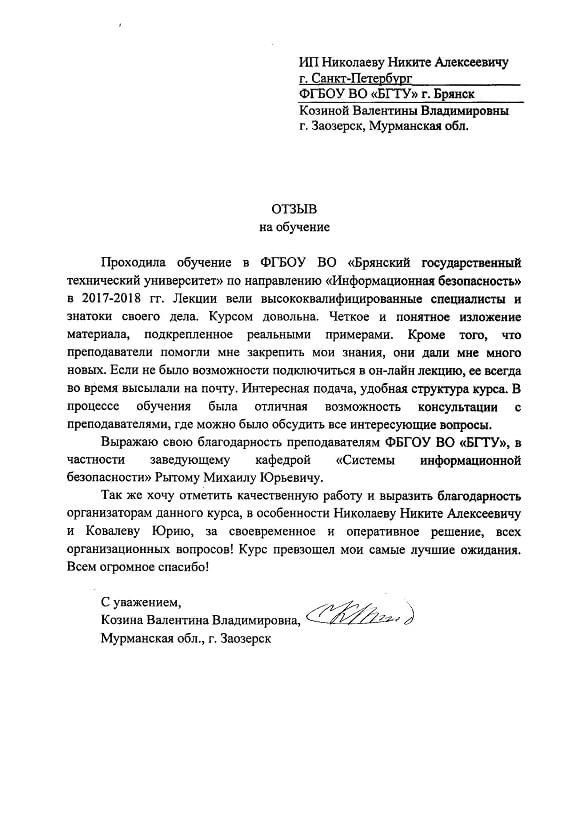 ИП Николаеву Никите Алексеевичу
г. Санкт-Петербург
ФГБОУ ВО «БГТУ» г. Брянск
Козиной Валентины Владимировны
г. Заозерск, Мурманская обл.
ОТЗЫВ
на обучение
Проходила обучение в ФГБОУ ВО «Брянский государственный
технический университет» по направлению «Информационная безопасность»
в 2017-2018 гг. Лекции вели высококвалифицированные специалисты и
знатоки своего дела. Курсом довольна. Четкое и понятное изложение
материала, подкрепленное реальными примерами. Кроме того, что
преподаватели помогли мне закрепить мои знания, они дали мне много
новых. Если не было возможности подключиться в он-лайн лекцию, ее всегда
во время высылали на почту. Интересная подача, удобная структура курса. В
процессе обучения была отличная возможность консультации с
преподавателями, где можно было обсудить все интересующие вопросы.
Выражаю свою благодарность преподавателям ФБГОУ ВО «БГТУ», в
частности заведующему кафедрой «Системы информационной
безопасности» Рытому Михаилу Юрьевичу.
Так же хочу отметить качественную работу и выразить благодарность
организаторам данного курса, в особенности Николаеву Никите Алексеевичу
и Ковалеву Юрию, за своевременное и оперативное решение, всех
организационных вопросов! Курс превзошел мои самые лучшие ожидания.
Всем огромное спасибо!
С уважением,
Козина Валентина Владимировна,
Мурманская обл., г. Заозерск